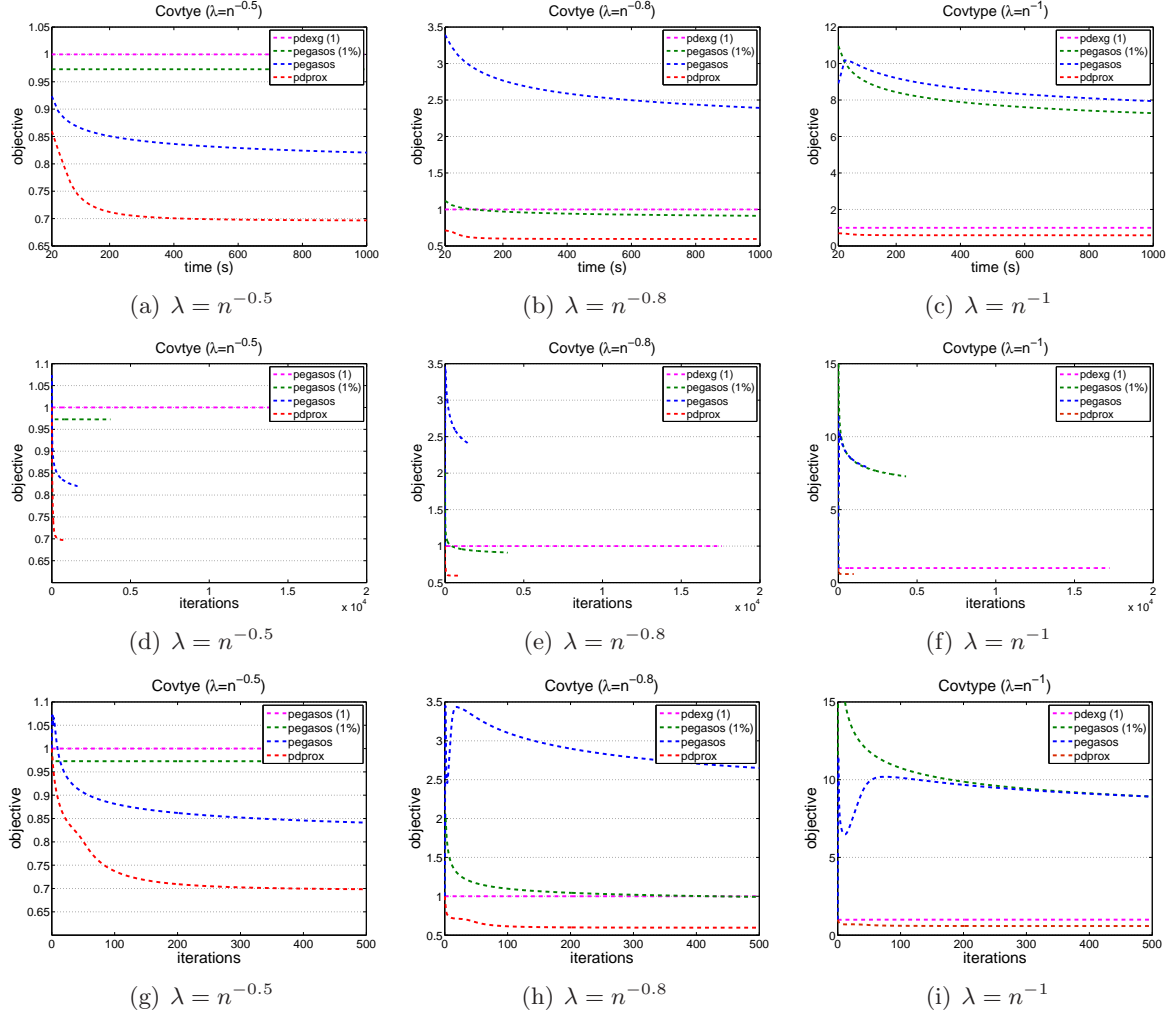 Covtye (λ=n^-0.5)
1.05
1
0.95
0.9
0.85
0.8
0.75
0.7
0.65
objective
pdexg (1)
pegasos (1%)
pegasos
pdprox
20 200 400 600 800 1000
time (s)
(a) λ = n^−0.5
Covtye (λ=n^-0.8)
3.5
3
2.5
2
1.5
1
0.5
objective
pdexg (1)
pegasos (1%)
pegasos
pdprox
20 200 400 600 800 1000
time (s)
(b) λ = n^−0.8
Covtype (λ=n^-1)
12
10
8
6
4
2
0
objective
pdexg (1)
pegasos (1%)
pegasos
pdprox
20 200 400 600 800 1000
time (s)
(c) λ = n^−1
Covtye (λ=n^-0.5)
1.1
1.05
1
0.95
0.9
0.85
0.8
0.75
0.7
0.65
objective
pegasos (1)
pegasos (1%)
pegasos
pdprox
0 0.5 1 1.5 2
iterations
x 10^4
(d) λ = n^−0.5
Covtye (λ=n^-0.8)
3.5
3
2.5
2
1.5
1
0.5
objective
pdexg (1)
pegasos (1%)
pegasos
pdprox
0 0.5 1 1.5 2
iterations
x 10^4
(e) λ = n^−0.8
Covtype (λ=n^-1)
15
10
5
0
objective
pdexg (1)
pegasos (1%)
pegasos
pdprox
0 0.5 1 1.5 2
iterations
x 10^4
(f) λ = n^−1
Covtye (λ=n^-0.5)
1.1
1.05
1
0.95
0.9
0.85
0.8
0.75
0.7
0.65
objective
pegasos (1)
pegasos (1%)
pegasos
pdprox
0 100 200 300 400 500
iterations
(g) λ = n^−0.5
Covtye (λ=n^-0.8)
3.5
3
2.5
2
1.5
1
0.5
objective
pdexg (1)
pegasos (1%)
pegasos
pdprox
0 100 200 300 400 500
iterations
(h) λ = n^−0.8
Covtype (λ=n^-1)
15
10
5
0
objective
pdexg (1)
pegasos (1%)
pegasos
pdprox
0 100 200 300 400 500
iterations
(i) λ = n^−1